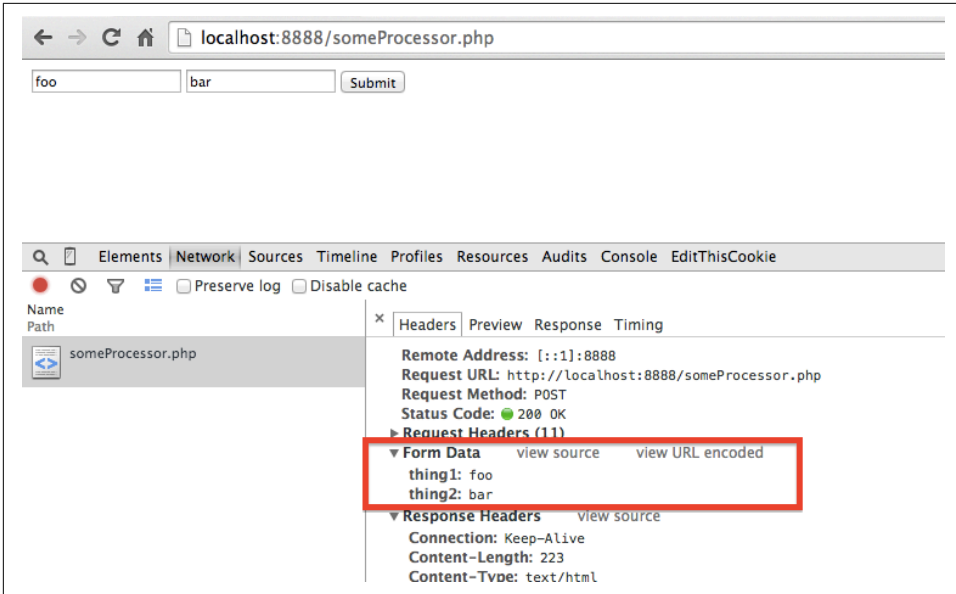 localhost:8888/someProcessor.php
foo bar Submit
Elements Network Sources Timeline Profiles Resources Audits Console EditThisCookie
Preserve log Disable cache
Name
Path
× Headers Preview Response Timing
someProcessor.php
Remote Address: [::1]:8888
Request URL: http://localhost:8888/someProcessor.php
Request Method: POST
Status Code: 200 OK
Request Headers (11)
Form Data view source view URL encoded
thing1: foo
thing2: bar
Response Headers view source
Connection: Keep-Alive
Content-Length: 223
Content-Type: text/html